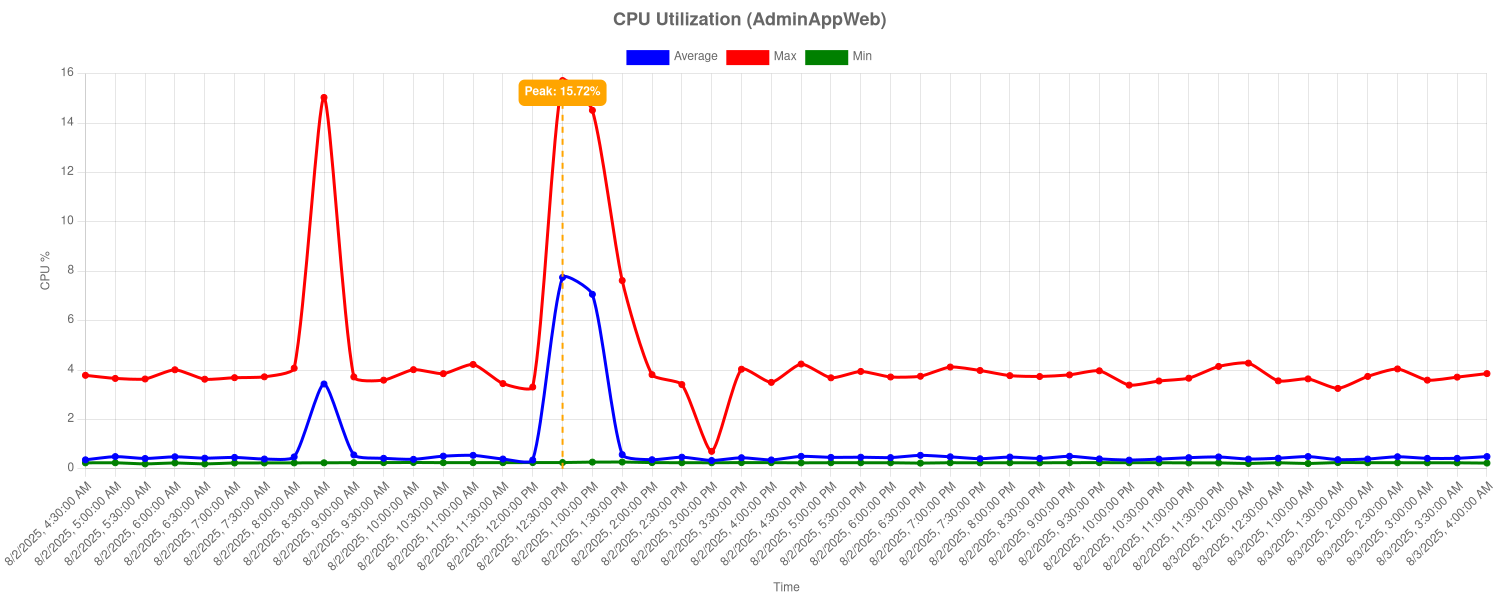 CPU Utilization (AdminAppWeb)
Average Max Min
Peak: 15.72%
16
14
12
10
8
6
4
2
0
CPU %
8/2/2025, 4:30:00 AM
8/2/2025, 5:00:00 AM
8/2/2025, 5:30:00 AM
8/2/2025, 6:00:00 AM
8/2/2025, 6:30:00 AM
8/2/2025, 7:00:00 AM
8/2/2025, 7:30:00 AM
8/2/2025, 8:00:00 AM
8/2/2025, 8:30:00 AM
8/2/2025, 9:00:00 AM
8/2/2025, 9:30:00 AM
8/2/2025, 10:00:00 AM
8/2/2025, 10:30:00 AM
8/2/2025, 11:00:00 AM
8/2/2025, 11:30:00 AM
8/2/2025, 12:00:00 PM
8/2/2025, 12:30:00 PM
8/2/2025, 1:00:00 PM
8/2/2025, 1:30:00 PM
8/2/2025, 2:00:00 PM
8/2/2025, 2:30:00 PM
8/2/2025, 3:00:00 PM
8/2/2025, 3:30:00 PM
8/2/2025, 4:00:00 PM
8/2/2025, 4:30:00 PM
8/2/2025, 5:00:00 PM
8/2/2025, 5:30:00 PM
8/2/2025, 6:00:00 PM
8/2/2025, 6:30:00 PM
8/2/2025, 7:00:00 PM
8/2/2025, 7:30:00 PM
8/2/2025, 8:00:00 PM
8/2/2025, 8:30:00 PM
8/2/2025, 9:00:00 PM
8/2/2025, 9:30:00 PM
8/2/2025, 10:00:00 PM
8/2/2025, 10:30:00 PM
8/2/2025, 11:00:00 PM
8/2/2025, 11:30:00 PM
8/3/2025, 12:00:00 AM
8/3/2025, 12:30:00 AM
8/3/2025, 1:00:00 AM
8/3/2025, 1:30:00 AM
8/3/2025, 2:00:00 AM
8/3/2025, 2:30:00 AM
8/3/2025, 3:00:00 AM
8/3/2025, 3:30:00 AM
8/3/2025, 4:00:00 AM
Time